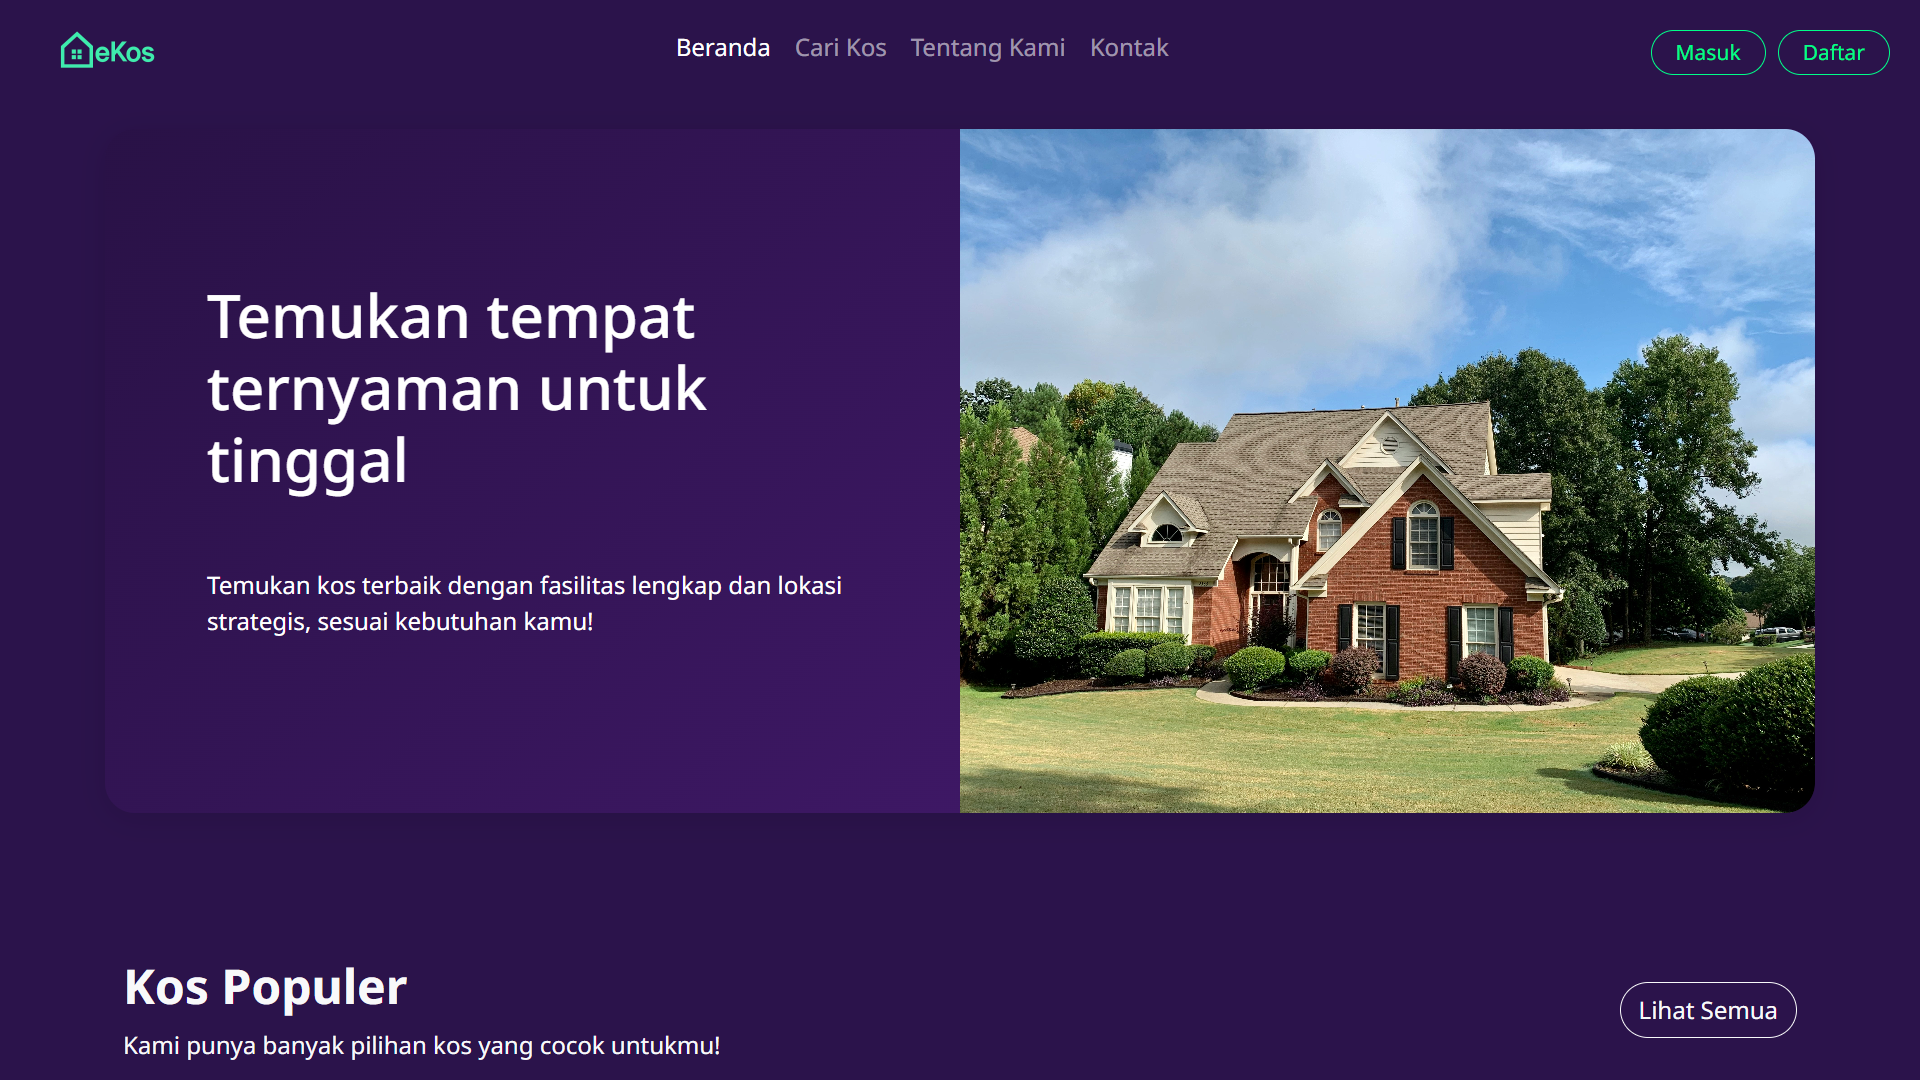 eKos
Beranda Cari Kos Tentang Kami Kontak
Masuk Daftar
Temukan tempat
ternyaman untuk
tinggal
Temukan kos terbaik dengan fasilitas lengkap dan lokasi
strategis, sesuai kebutuhan kamu!
Kos Populer
Kami punya banyak pilihan kos yang cocok untukmu!
Lihat Semua